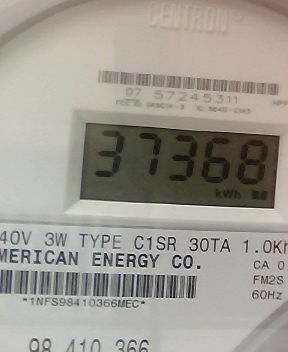 CENTRON®
07 57245311
37368
kWh
40V 3W TYPE C1SR 30TA 1.0Kh
MERICAN ENERGY CO.
CA 0
FM2S
60Hz
*1NFS98410366MEC*
98 410 366